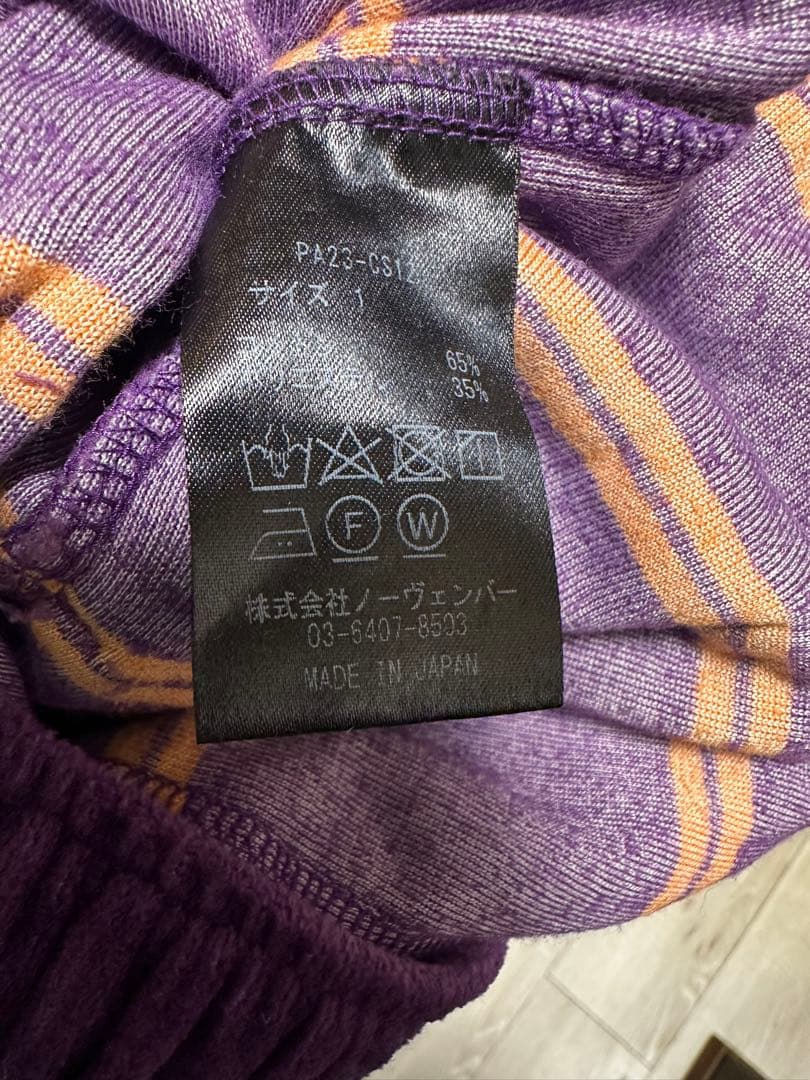 PA23-CS12
サイズ 1
65%
35%
F W
株式会社ノーヴェンバー
03-6407-8593
MADE IN JAPAN